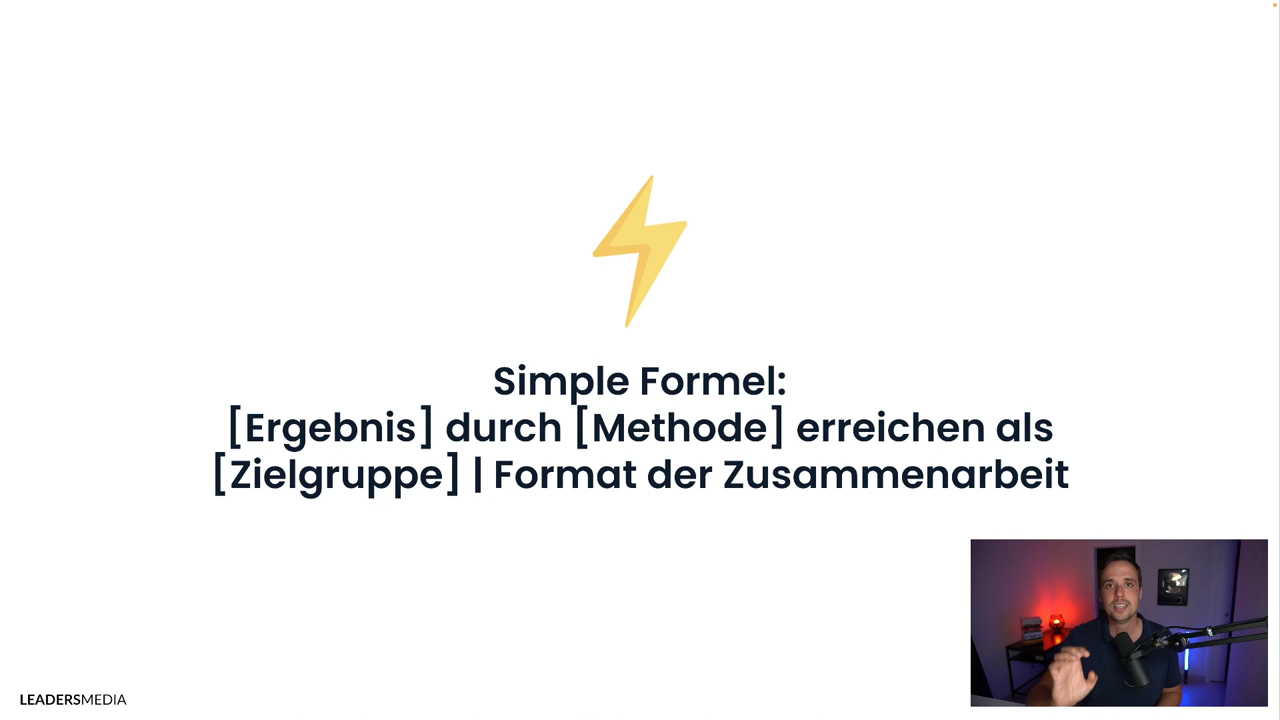 Simple Formel:
[Ergebnis] durch [Methode] erreichen als
[Zielgruppe] | Format der Zusammenarbeit
LEADERSMEDIA